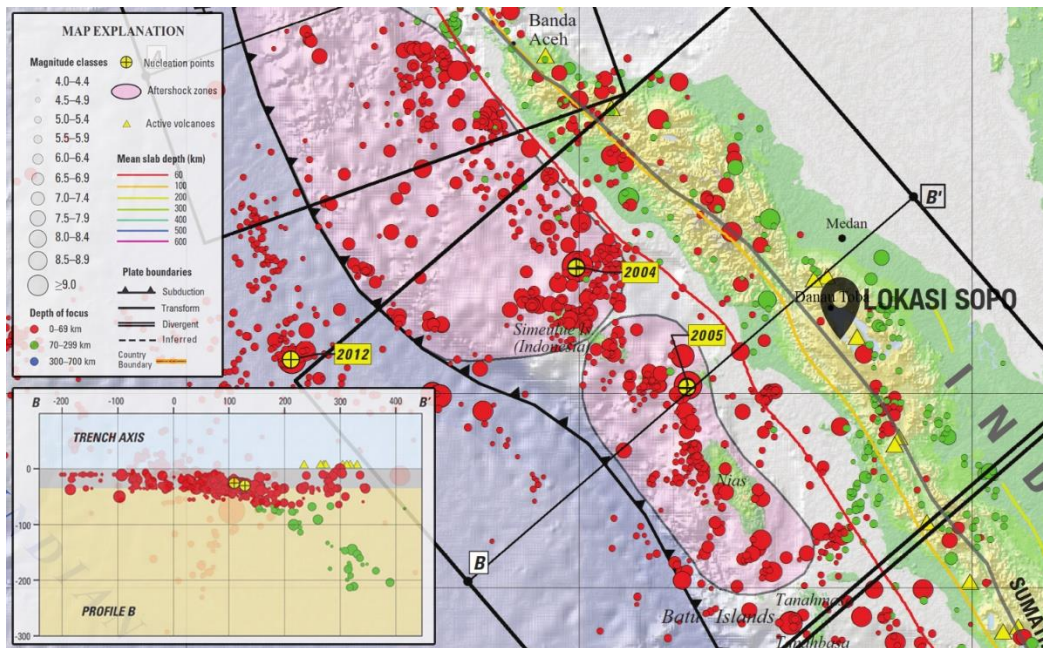 MAP EXPLANATION
Magnitude classes
4.0–4.4
4.5–4.9
5.0–5.4
5.5–5.9
6.0–6.4
6.5–6.9
7.0–7.4
7.5–7.9
8.0–8.4
8.5–8.9
≥9.0
Depth of focus
0–69 km
70–299 km
300–700 km
Country
Boundary
Nucleation points
Aftershock zones
Active volcanoes
Mean slab depth (km)
60
100
200
300
400
500
600
Plate boundaries
Subduction
Transform
Divergent
Inferred
Banda
Aceh
B'
Medan
Danau Toba
LOKASI SOPO
2004
Simeulue Is.
(Indonesia)
2005
2012
I N D
Nias
B
Batu Islands
SUMAT
B -200 -100 0 100 200 300 400 B'
TRENCH AXIS
0
-100
-200
-300
PROFILE B